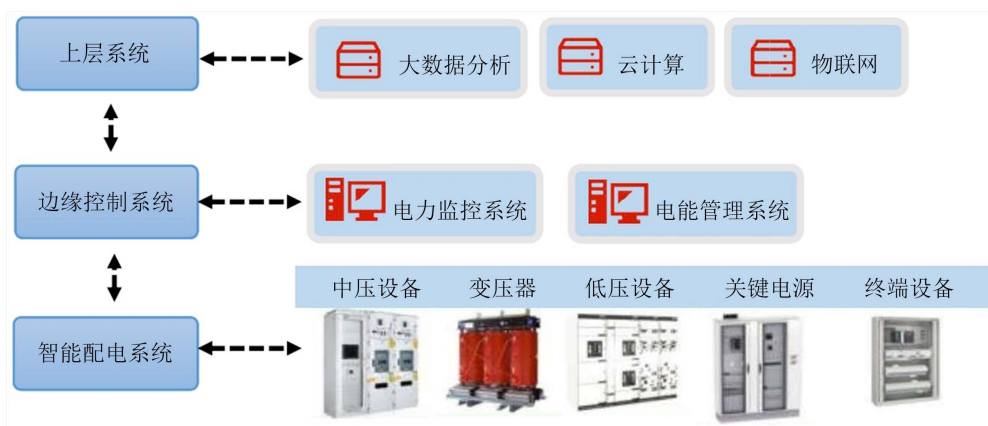 上层系统
大数据分析
云计算
物联网
边缘控制系统
电力监控系统
电能管理系统
中压设备 变压器 低压设备 关键电源 终端设备
智能配电系统